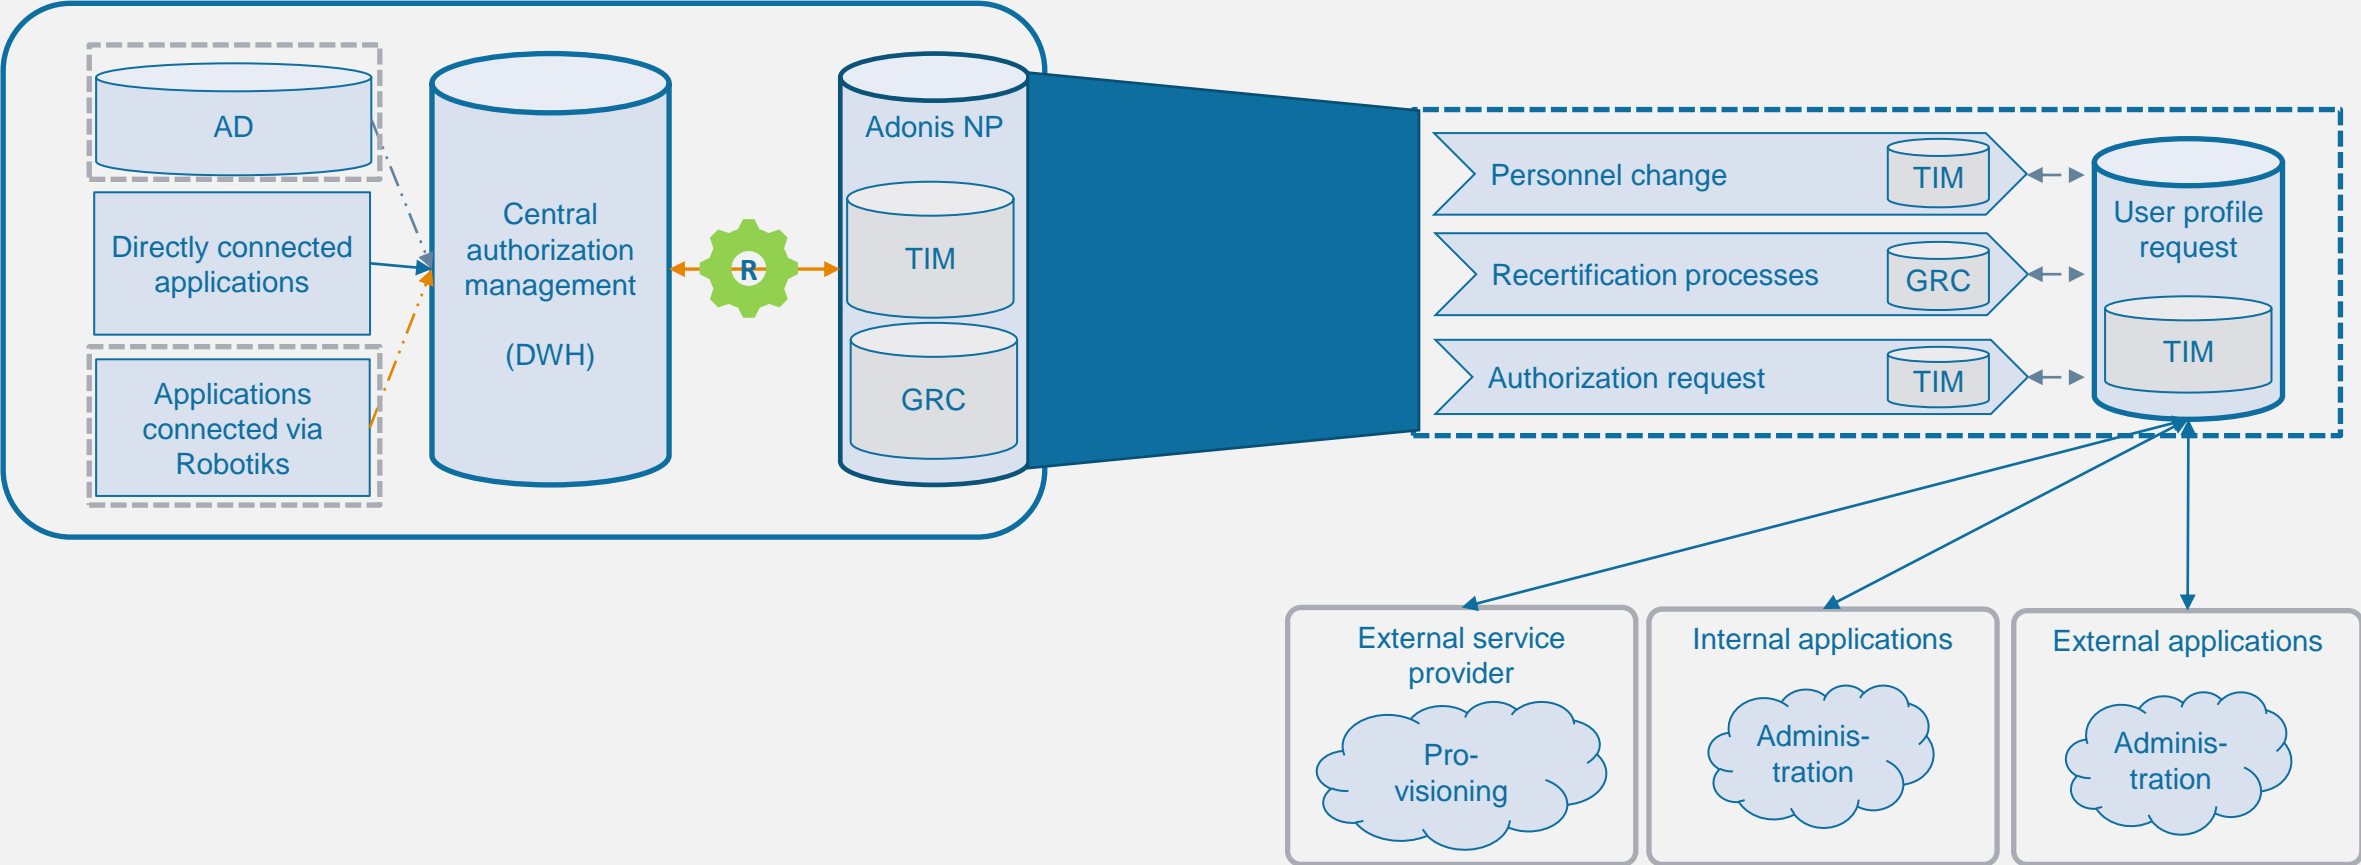 AD
Directly connected
applications
Applications
connected via
Robotiks
Central
authorization
management
(DWH)
R
Adonis NP
TIM
GRC
Personnel change
TIM
Recertification processes
GRC
Authorization request
TIM
User profile
request
TIM
External service
provider
Pro-
visioning
Internal applications
Adminis-
tration
External applications
Adminis-
tration